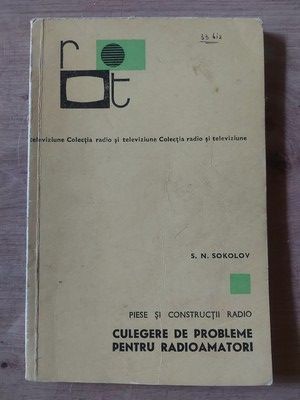 r
t
televiziune Colecția radio și televiziune Colecția radio și televiziune
S. N. SOKOLOV
PIESE ȘI CONSTRUCȚII RADIO
CULEGERE DE PROBLEME
PENTRU RADIOAMATORI